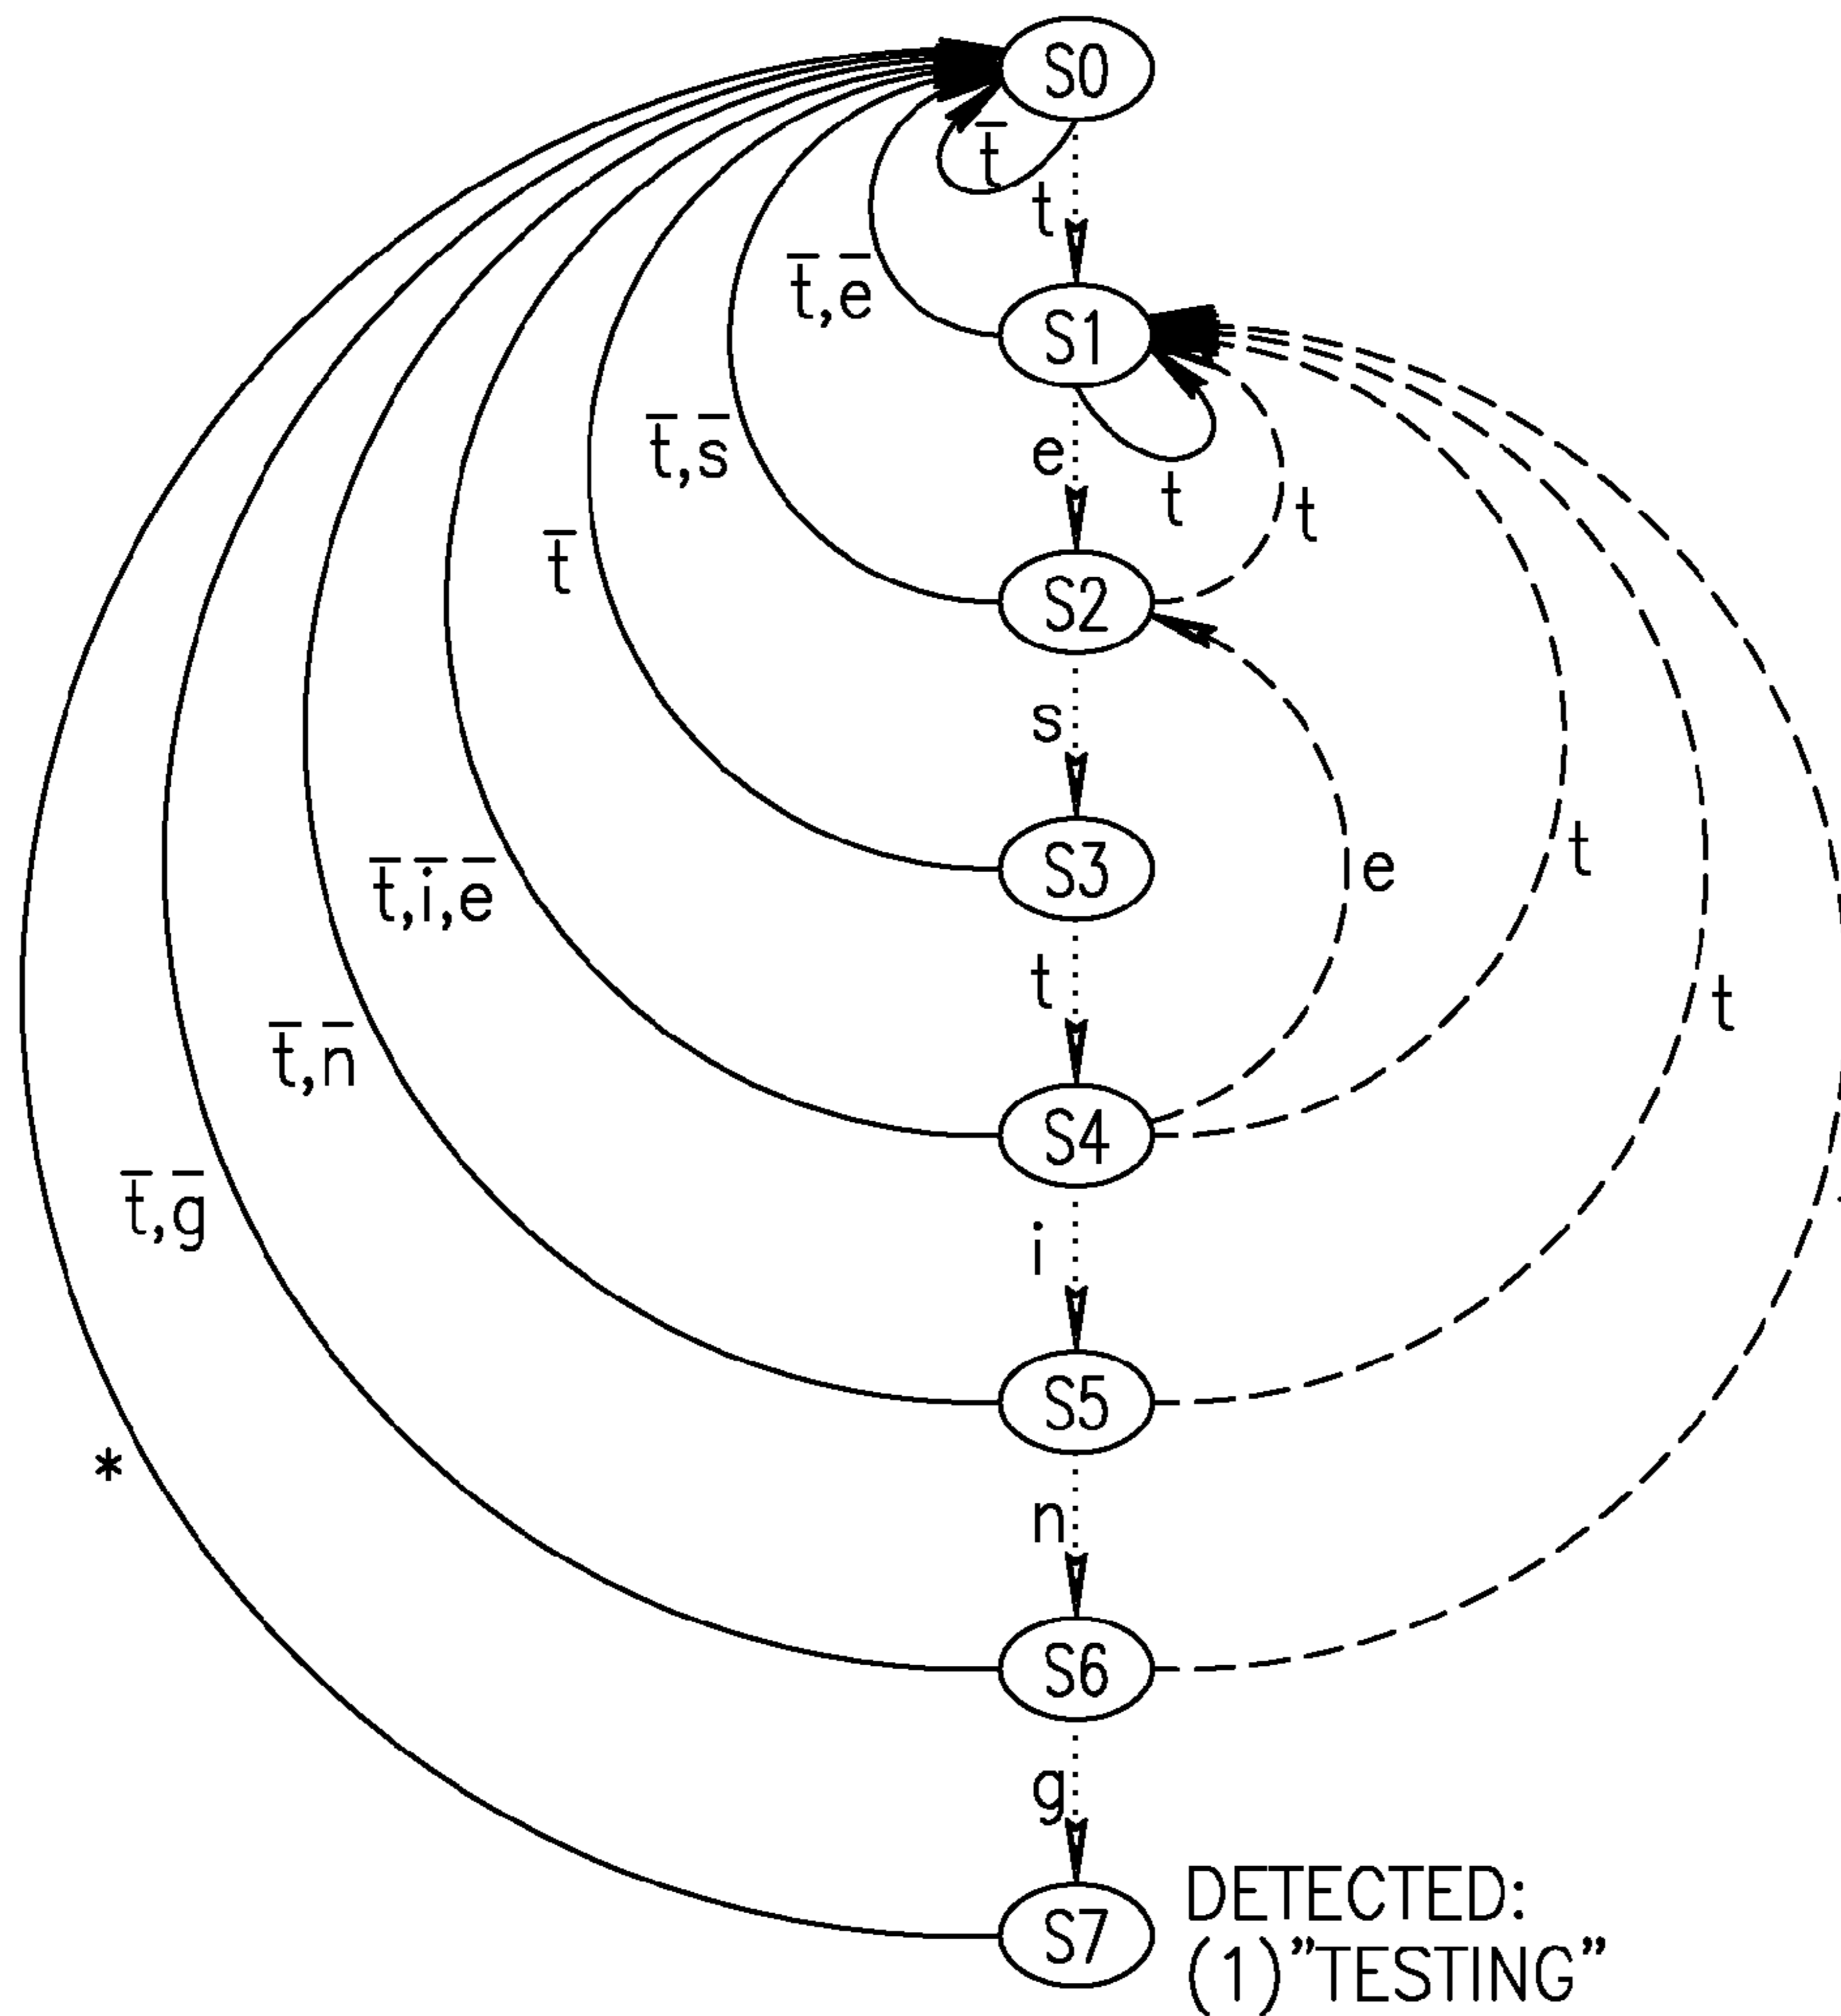 S0
t̅
t
t̅,e̅
S1
e
t
t
t̅,s̅
t̅
S2
s
S3
e
t
t̅,i̅,e̅
t
t
t̅,n̅
S4
t̅,g̅
i
S5
*
n
S6
g
S7
DETECTED:
(1)"TESTING"